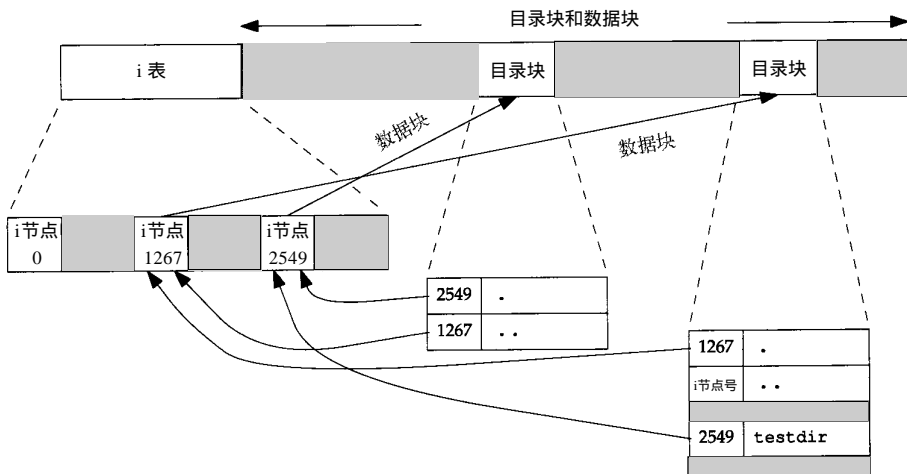 目录块和数据块
i 表
目录块
目录块
数据块
数据块
i节点
0
i节点
1267
i节点
2549
2549 .
1267 ..
1267 .
i节点号 ..
2549 testdir